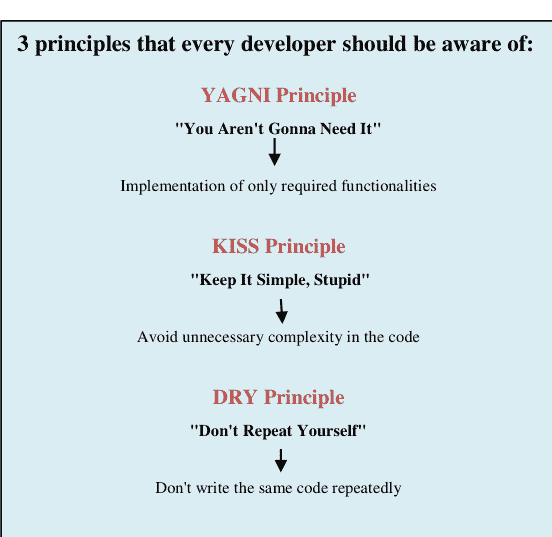 3 principles that every developer should be aware of:
YAGNI Principle
"You Aren't Gonna Need It"
Implementation of only required functionalities
KISS Principle
"Keep It Simple, Stupid"
Avoid unnecessary complexity in the code
DRY Principle
"Don't Repeat Yourself"
Don't write the same code repeatedly